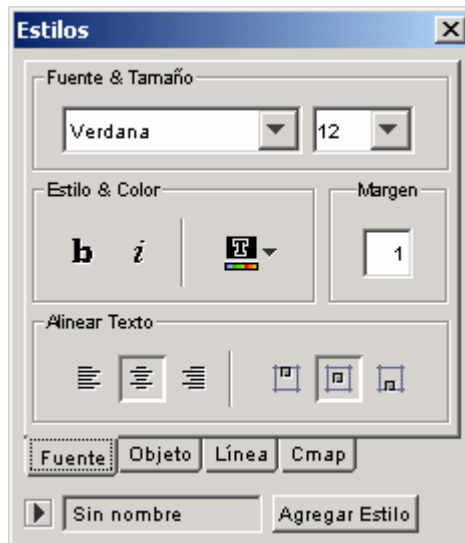 Estilos
Fuente & Tamaño
Verdana 12
Estilo & Color Margen
b i T 1
Alinear Texto
Fuente Objeto Línea Cmap
Sin nombre Agregar Estilo